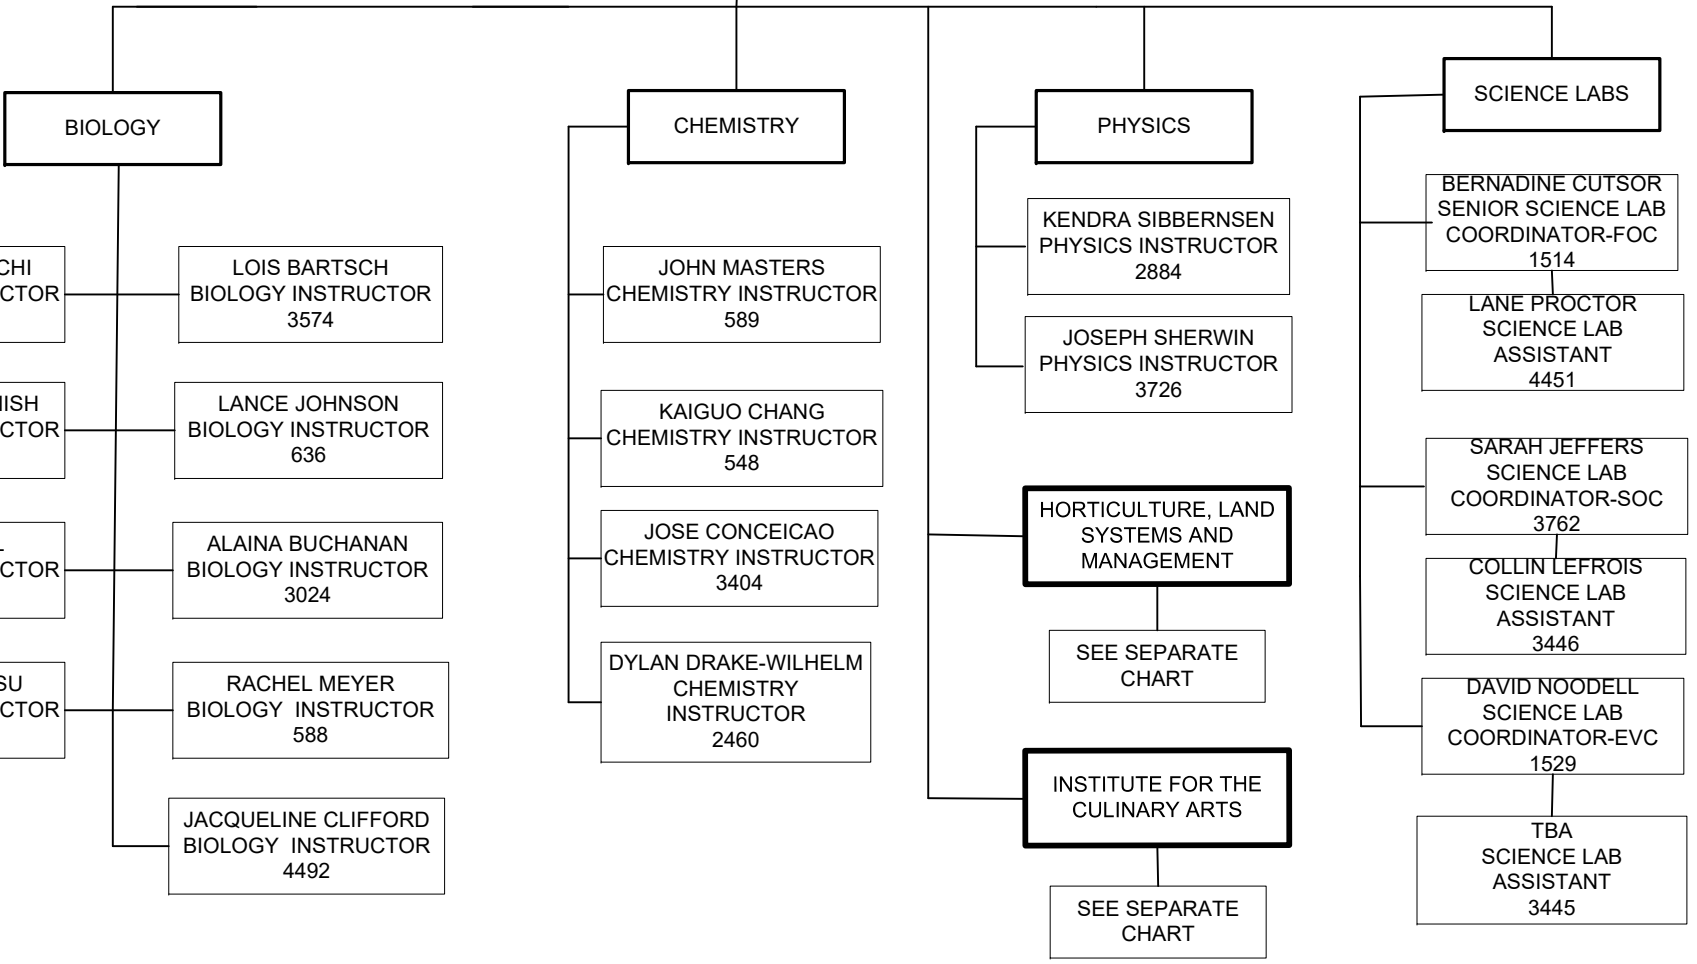 BIOLOGY
CHI
CTOR
LOIS BARTSCH
BIOLOGY INSTRUCTOR
3574
CTOR
LANCE JOHNSON
BIOLOGY INSTRUCTOR
636
CTOR
ALAINA BUCHANAN
BIOLOGY INSTRUCTOR
3024
SU
CTOR
RACHEL MEYER
BIOLOGY INSTRUCTOR
588
JACQUELINE CLIFFORD
BIOLOGY INSTRUCTOR
4492
CHEMISTRY
JOHN MASTERS
CHEMISTRY INSTRUCTOR
589
KAIGUO CHANG
CHEMISTRY INSTRUCTOR
548
JOSE CONCEICAO
CHEMISTRY INSTRUCTOR
3404
DYLAN DRAKE-WILHELM
CHEMISTRY
INSTRUCTOR
2460
PHYSICS
KENDRA SIBBERNSEN
PHYSICS INSTRUCTOR
2884
JOSEPH SHERWIN
PHYSICS INSTRUCTOR
3726
HORTICULTURE, LAND
SYSTEMS AND
MANAGEMENT
SEE SEPARATE
CHART
INSTITUTE FOR THE
CULINARY ARTS
SEE SEPARATE
CHART
SCIENCE LABS
BERNADINE CUTSOR
SENIOR SCIENCE LAB
COORDINATOR-FOC
1514
LANE PROCTOR
SCIENCE LAB
ASSISTANT
4451
SARAH JEFFERS
SCIENCE LAB
COORDINATOR-SOC
3762
COLLIN LEFROIS
SCIENCE LAB
ASSISTANT
3446
DAVID NOODELL
SCIENCE LAB
COORDINATOR-EVC
1529
TBA
SCIENCE LAB
ASSISTANT
3445